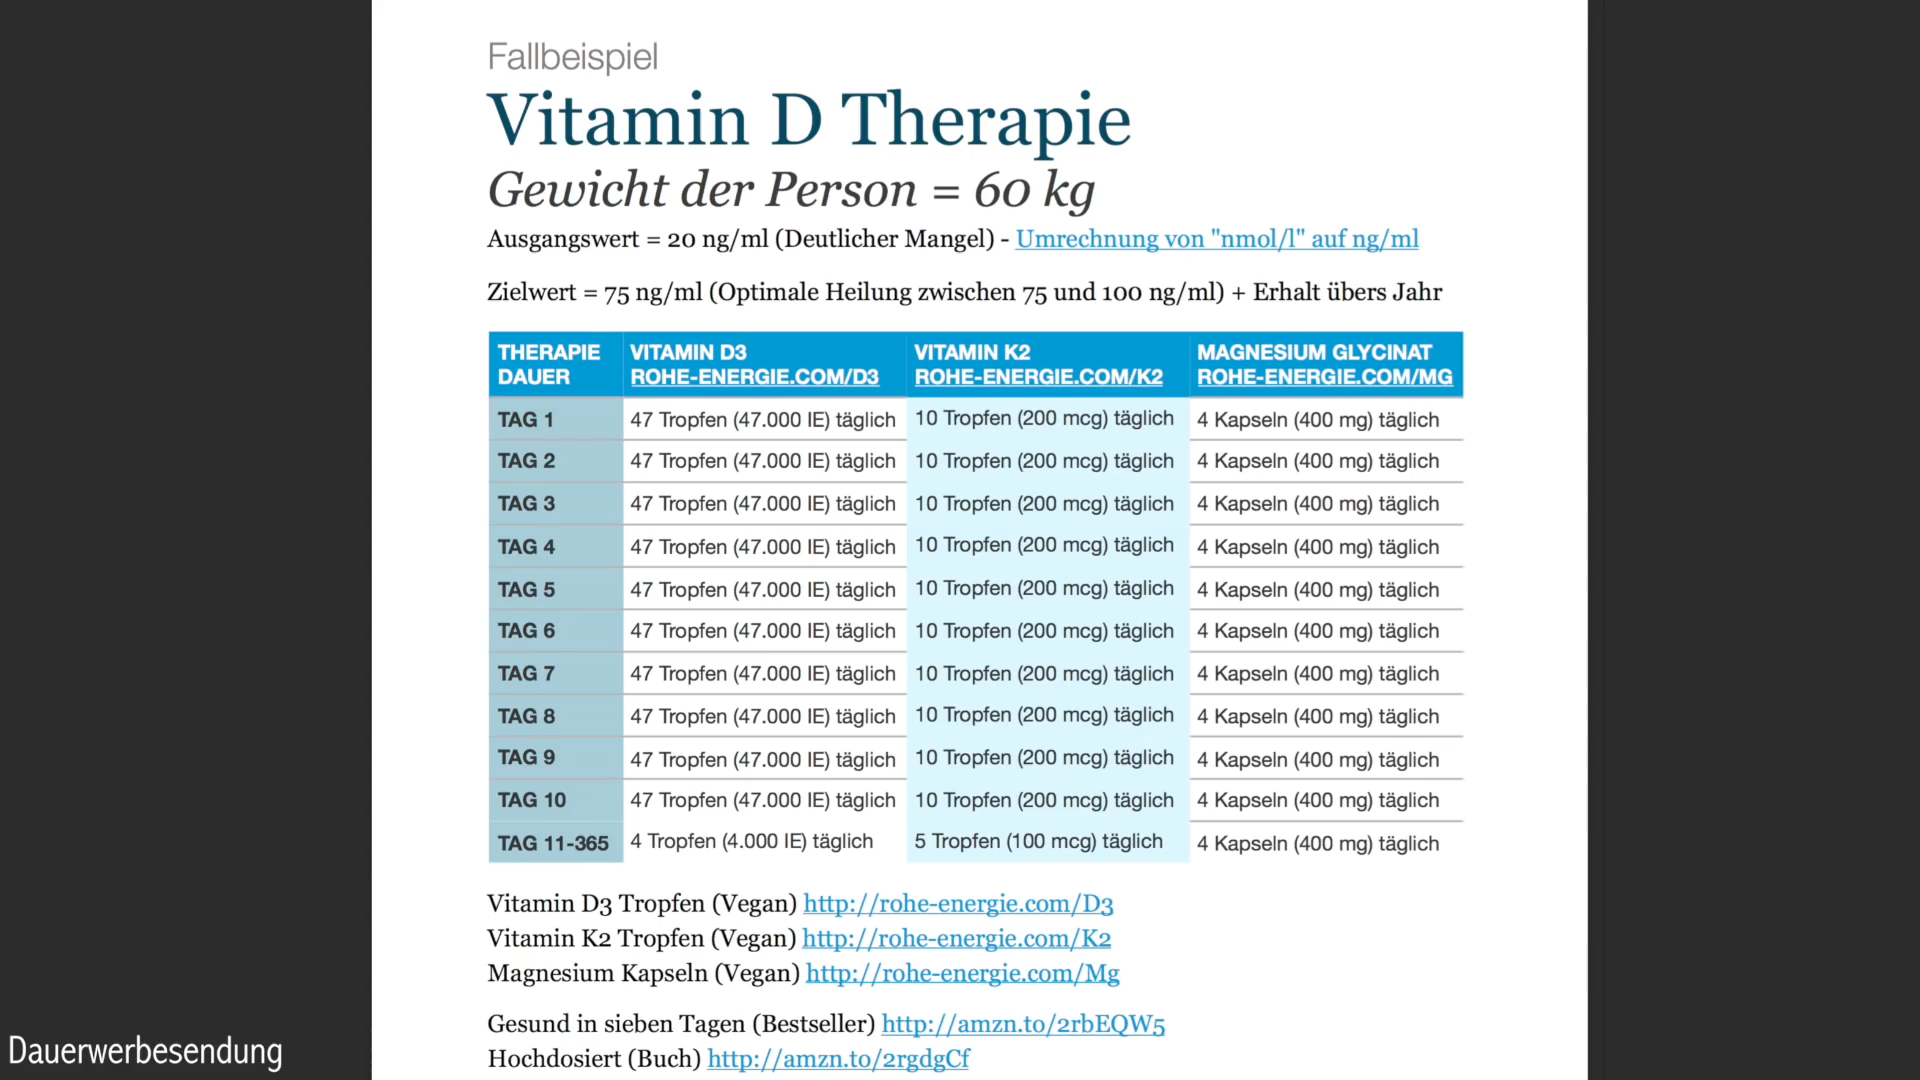 Fallbeispiel
Vitamin D Therapie
Gewicht der Person = 60 kg
Ausgangswert = 20 ng/ml (Deutlicher Mangel) - Umrechnung von "nmol/l" auf ng/ml
Zielwert = 75 ng/ml (Optimale Heilung zwischen 75 und 100 ng/ml) + Erhalt übers Jahr
THERAPIE DAUER VITAMIN D3 ROHE-ENERGIE.COM/D3 VITAMIN K2 ROHE-ENERGIE.COM/K2 MAGNESIUM GLYCINAT ROHE-ENERGIE.COM/MG
TAG 1 47 Tropfen (47.000 IE) täglich 10 Tropfen (200 mcg) täglich 4 Kapseln (400 mg) täglich
TAG 2 47 Tropfen (47.000 IE) täglich 10 Tropfen (200 mcg) täglich 4 Kapseln (400 mg) täglich
TAG 3 47 Tropfen (47.000 IE) täglich 10 Tropfen (200 mcg) täglich 4 Kapseln (400 mg) täglich
TAG 4 47 Tropfen (47.000 IE) täglich 10 Tropfen (200 mcg) täglich 4 Kapseln (400 mg) täglich
TAG 5 47 Tropfen (47.000 IE) täglich 10 Tropfen (200 mcg) täglich 4 Kapseln (400 mg) täglich
TAG 6 47 Tropfen (47.000 IE) täglich 10 Tropfen (200 mcg) täglich 4 Kapseln (400 mg) täglich
TAG 7 47 Tropfen (47.000 IE) täglich 10 Tropfen (200 mcg) täglich 4 Kapseln (400 mg) täglich
TAG 8 47 Tropfen (47.000 IE) täglich 10 Tropfen (200 mcg) täglich 4 Kapseln (400 mg) täglich
TAG 9 47 Tropfen (47.000 IE) täglich 10 Tropfen (200 mcg) täglich 4 Kapseln (400 mg) täglich
TAG 10 47 Tropfen (47.000 IE) täglich 10 Tropfen (200 mcg) täglich 4 Kapseln (400 mg) täglich
TAG 11-365 4 Tropfen (4.000 IE) täglich 5 Tropfen (100 mcg) täglich 4 Kapseln (400 mg) täglich
Vitamin D3 Tropfen (Vegan) http://rohe-energie.com/D3
Vitamin K2 Tropfen (Vegan) http://rohe-energie.com/K2
Magnesium Kapseln (Vegan) http://rohe-energie.com/Mg
Gesund in sieben Tagen (Bestseller) http://amzn.to/2rbEQW5
Hochdosiert (Buch) http://amzn.to/2rgdgCf
Dauerwerbesendung